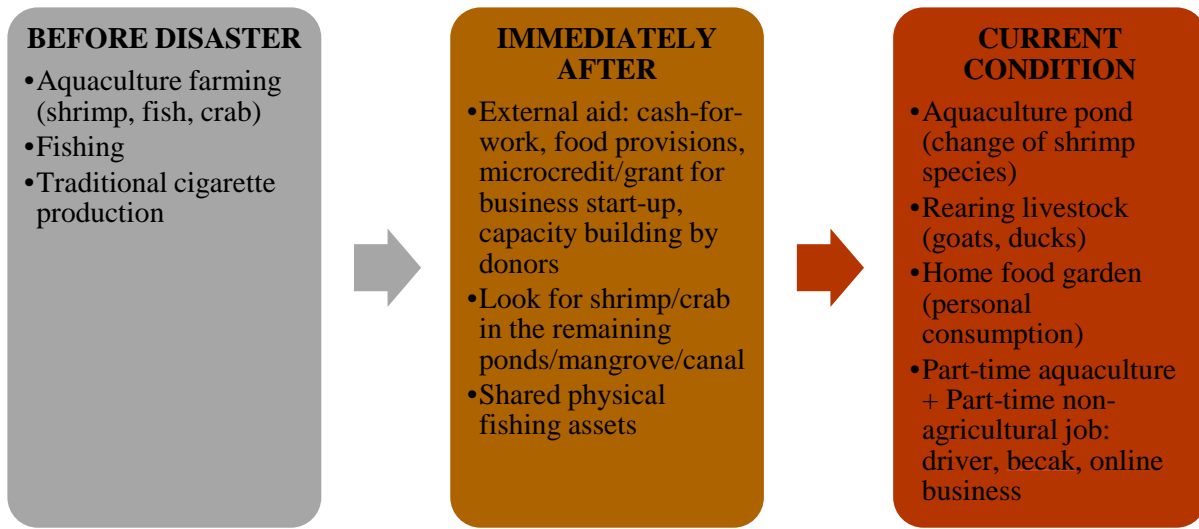 BEFORE DISASTER
•Aquaculture farming
(shrimp, fish, crab)
•Fishing
•Traditional cigarette
production
IMMEDIATELY
AFTER
•External aid: cash-for-
work, food provisions,
microcredit/grant for
business start-up,
capacity building by
donors
•Look for shrimp/crab
in the remaining
ponds/mangrove/canal
•Shared physical
fishing assets
CURRENT
CONDITION
•Aquaculture pond
(change of shrimp
species)
•Rearing livestock
(goats, ducks)
•Home food garden
(personal
consumption)
•Part-time aquaculture
+ Part-time non-
agricultural job:
driver, becak, online
business